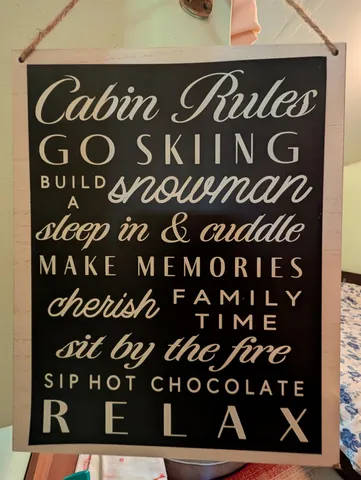 Cabin Rules
GO SKIING
BUILD A snowman
sleep in & cuddle
MAKE MEMORIES
cherish FAMILY TIME
sit by the fire
SIP HOT CHOCOLATE
RELAX